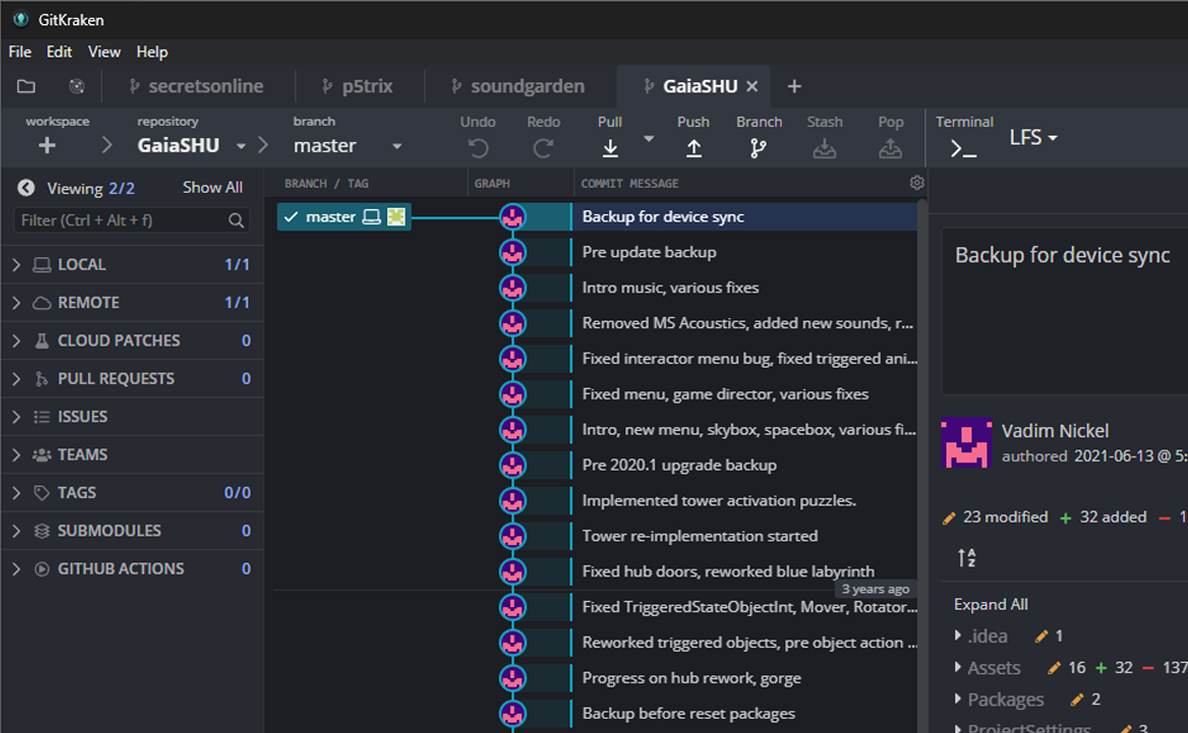 GitKraken
File Edit View Help
secretsonline p5trix soundgarden GaiaSHU
workspace repository branch Undo Redo Pull Push Branch Stash Pop Terminal
GaiaSHU master LFS
Viewing 2/2 Show All
Filter (Ctrl + Alt + f)
LOCAL 1/1
REMOTE 1/1
CLOUD PATCHES 0
PULL REQUESTS 0
ISSUES
TEAMS
TAGS 0/0
SUBMODULES 0
GITHUB ACTIONS 0
BRANCH / TAG GRAPH COMMIT MESSAGE
master Backup for device sync
Pre update backup
Intro music, various fixes
Removed MS Acoustics, added new sounds, r...
Fixed interactor menu bug, fixed triggered ani...
Fixed menu, game director, various fixes
Intro, new menu, skybox, spacebox, various fi...
Pre 2020.1 upgrade backup
Implemented tower activation puzzles.
Tower re-implementation started
Fixed hub doors, reworked blue labyrinth
3 years ago
Fixed TriggeredStateObjectInt, Mover, Rotator...
Reworked triggered objects, pre object action ...
Progress on hub rework, gorge
Backup before reset packages
Backup for device sync
Vadim Nickel
authored 2021-06-13 @ 5:
23 modified + 32 added − 1
Expand All
.idea 1
Assets 16 + 32 − 137
Packages 2
ProjectSettings 3